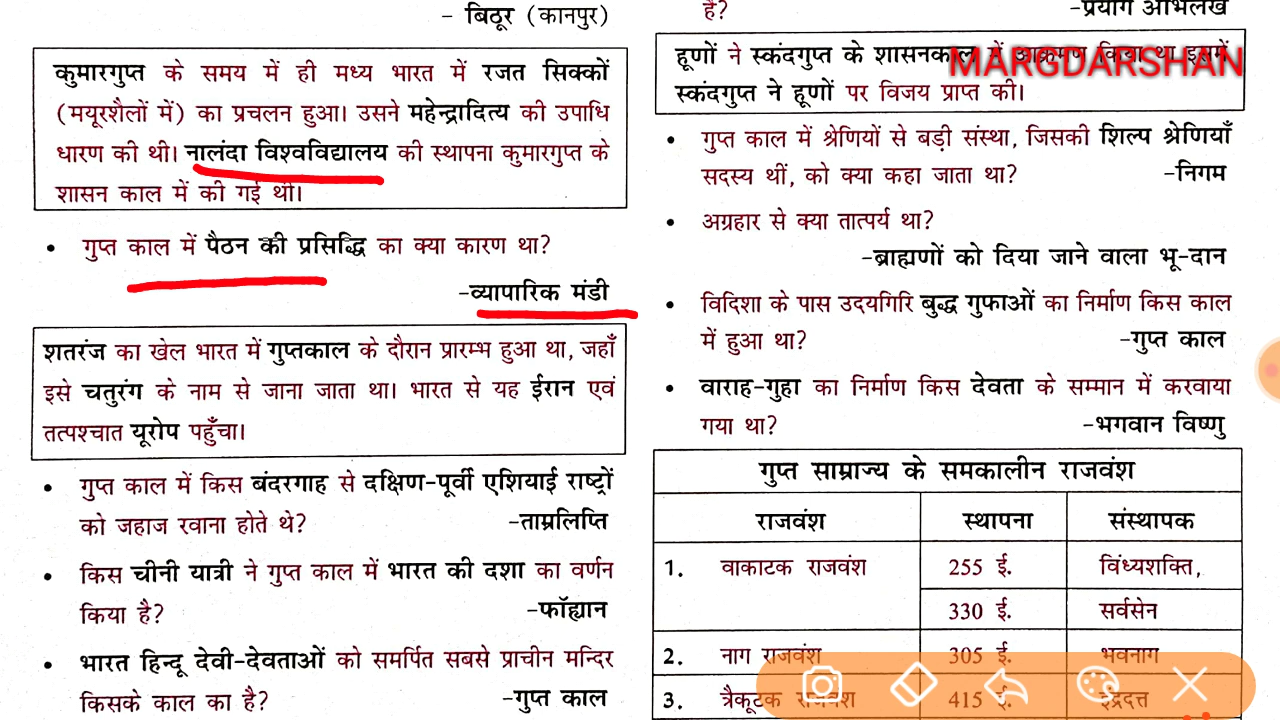 - बिठूर (कानपुर)
कुमारगुप्त के समय में ही मध्य भारत में रजत सिक्कों
(मयूरशैलों में) का प्रचलन हुआ। उसने महेन्द्रादित्य की उपाधि
धारण की थी। नालंदा विश्वविद्यालय की स्थापना कुमारगुप्त के
शासन काल में की गई थी।
• गुप्त काल में पैठन की प्रसिद्धि का क्या कारण था?
-व्यापारिक मंडी
शतरंज का खेल भारत में गुप्तकाल के दौरान प्रारम्भ हुआ था, जहाँ
इसे चतुरंग के नाम से जाना जाता था। भारत से यह ईरान एवं
तत्पश्चात यूरोप पहुँचा।
• गुप्त काल में किस बंदरगाह से दक्षिण-पूर्वी एशियाई राष्ट्रों
को जहाज रवाना होते थे? -ताम्रलिप्ति
• किस चीनी यात्री ने गुप्त काल में भारत की दशा का वर्णन
किया है? -फॉह्यान
• भारत हिन्दू देवी-देवताओं को समर्पित सबसे प्राचीन मन्दिर
किसके काल का है? -गुप्त काल
है? -प्रयाग अभिलेख
MARGDARSHAN
हूणों ने स्कंदगुप्त के शासनकाल में आक्रमण किया था इसमें
स्कंदगुप्त ने हूणों पर विजय प्राप्त की।
• गुप्त काल में श्रेणियों से बड़ी संस्था, जिसकी शिल्प श्रेणियाँ
सदस्य थीं, को क्या कहा जाता था? -निगम
• अग्रहार से क्या तात्पर्य था?
-ब्राह्मणों को दिया जाने वाला भू-दान
• विदिशा के पास उदयगिरि बुद्ध गुफाओं का निर्माण किस काल
में हुआ था? -गुप्त काल
• वाराह-गुहा का निर्माण किस देवता के सम्मान में करवाया
गया था? -भगवान विष्णु
गुप्त साम्राज्य के समकालीन राजवंश
राजवंश स्थापना संस्थापक
1. वाकाटक राजवंश 255 ई. विंध्यशक्ति,
330 ई. सर्वसेन
2. नाग राजवंश 305 ई. भवनाग
3. त्रैकूटक राजवंश 415 ई. इंद्रदत्त